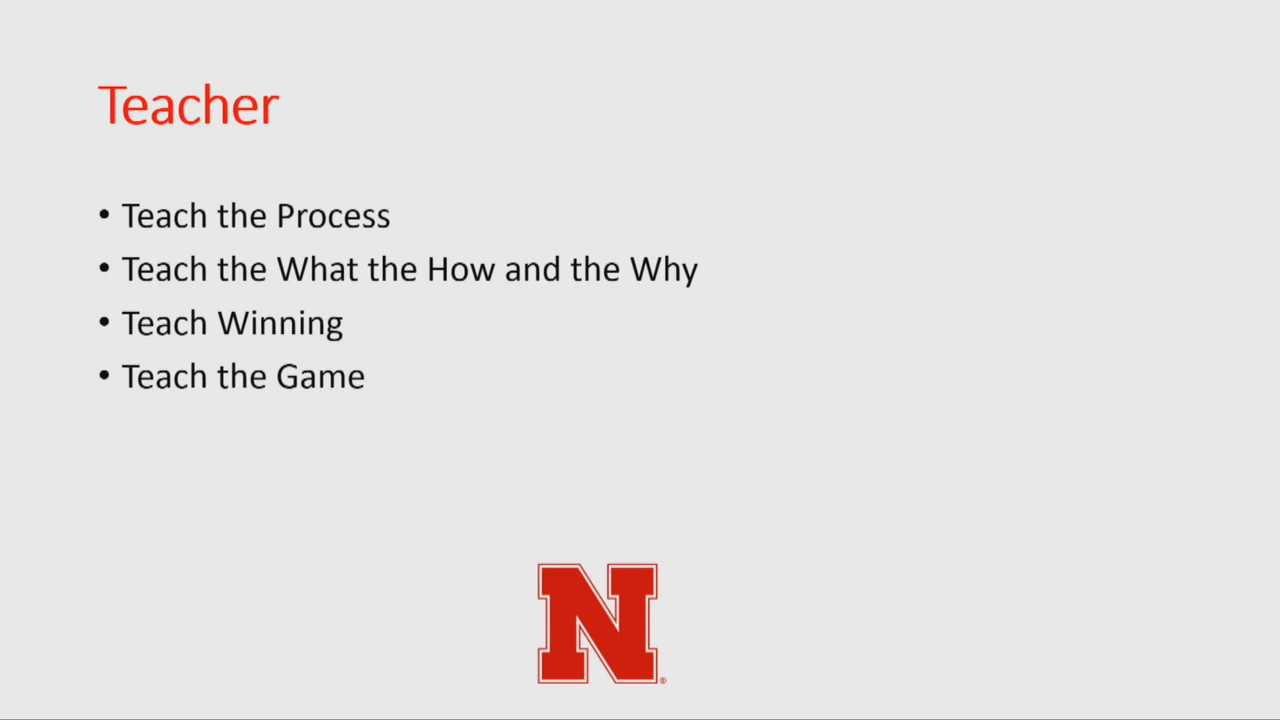 Teacher
• Teach the Process
• Teach the What the How and the Why
• Teach Winning
• Teach the Game
N®